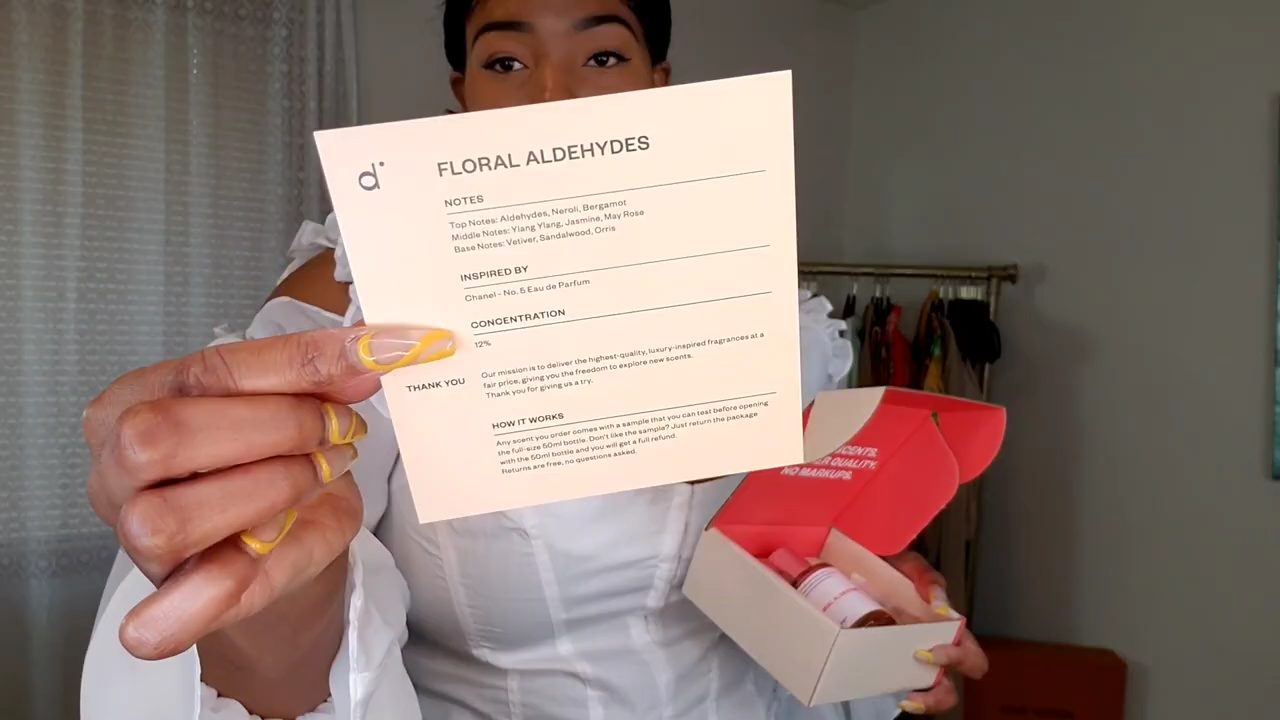 d
FLORAL ALDEHYDES
NOTES
Top Notes: Aldehydes, Neroli, Bergamot
Middle Notes: Ylang Ylang, Jasmine, May Rose
Base Notes: Vetiver, Sandalwood, Orris
INSPIRED BY
Chanel - No. 5 Eau de Parfum
CONCENTRATION
12%
THANK YOU
Our mission is to deliver the highest-quality, luxury-inspired fragrances at a
fair price, giving you the freedom to explore new scents.
Thank you for giving us a try.
HOW IT WORKS
Any scent you order comes with a sample that you can test before opening
the full-size 50ml bottle. Don't like the sample? Just return the package
with the 50ml bottle and you will get a full refund.
Returns are free, no questions asked.
QUALITY.
NO MARKUPS.